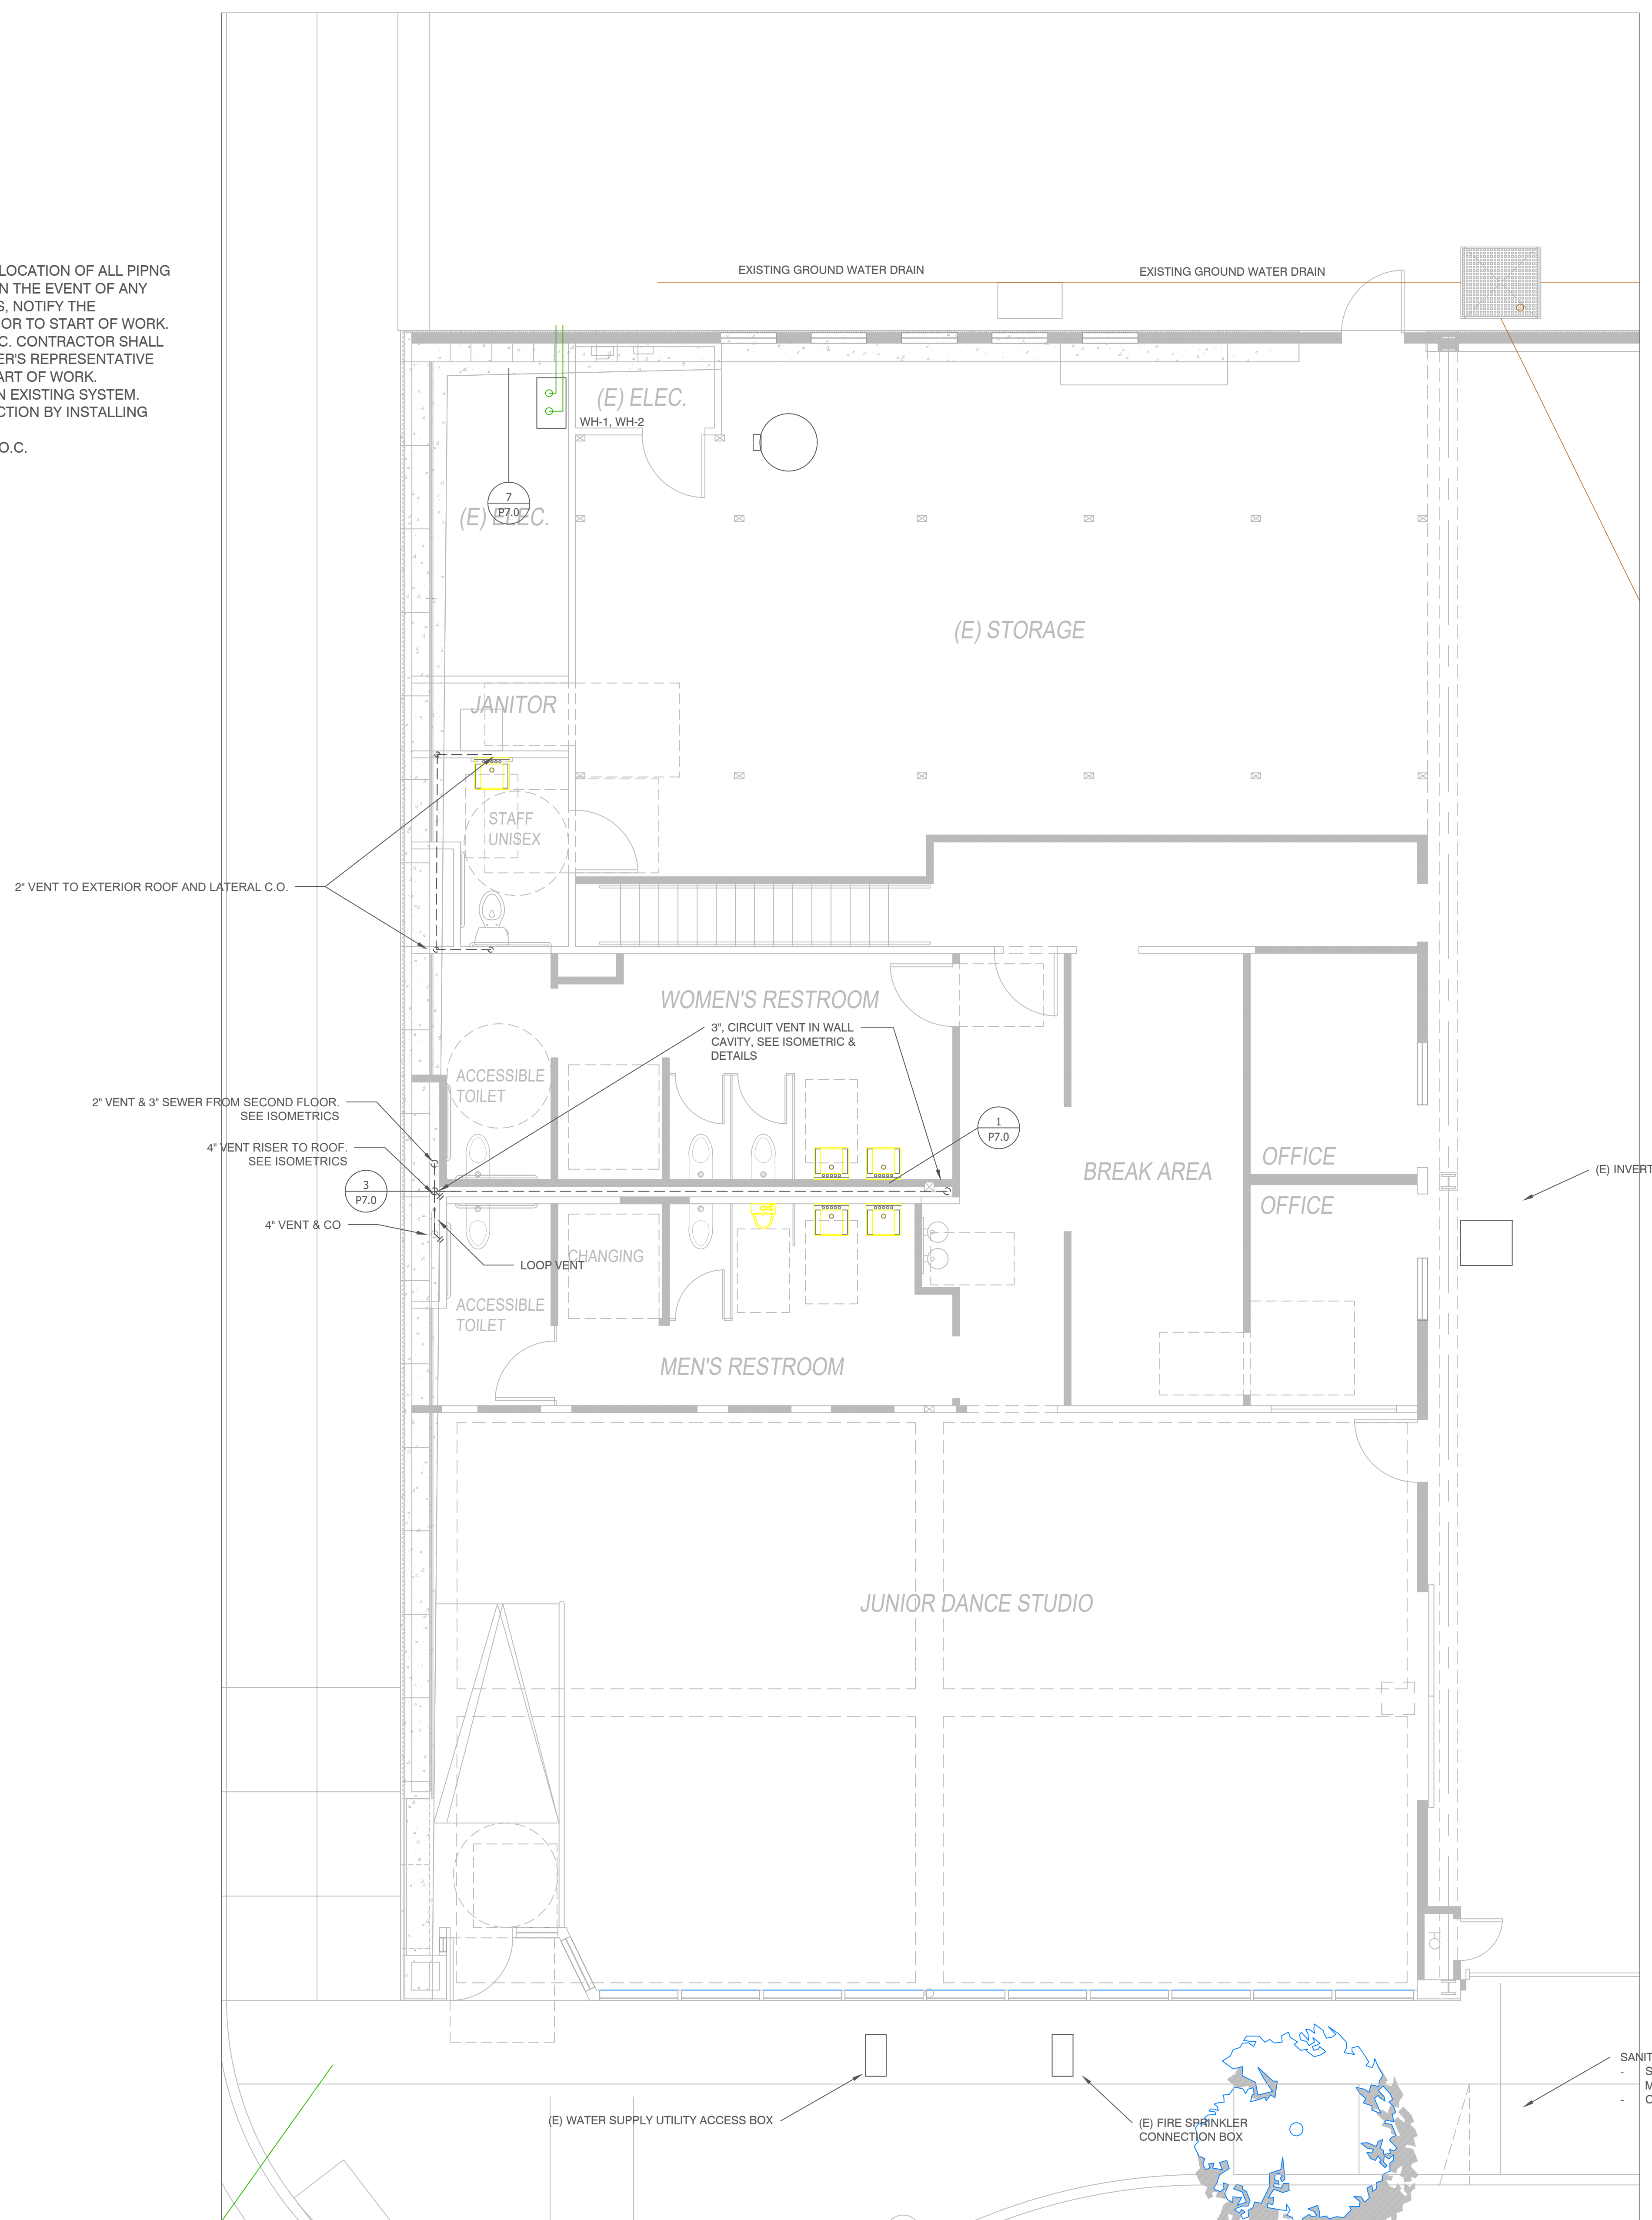 LOCATION OF ALL PIPNG
N THE EVENT OF ANY
S, NOTIFY THE
OR TO START OF WORK.
C. CONTRACTOR SHALL
ER'S REPRESENTATIVE
ART OF WORK.
N EXISTING SYSTEM.
CTION BY INSTALLING
O.C.
EXISTING GROUND WATER DRAIN
EXISTING GROUND WATER DRAIN
(E) ELEC.
WH-1, WH-2
7
P7.0
(E) ELEC.
(E) STORAGE
JANITOR
STAFF
UNISEX
2" VENT TO EXTERIOR ROOF AND LATERAL C.O.
WOMEN'S RESTROOM
3", CIRCUIT VENT IN WALL
CAVITY, SEE ISOMETRIC &
DETAILS
ACCESSIBLE
TOILET
2" VENT & 3" SEWER FROM SECOND FLOOR.
SEE ISOMETRICS
1
P7.0
4" VENT RISER TO ROOF.
SEE ISOMETRICS
OFFICE
BREAK AREA
(E) INVERT
3
P7.0
OFFICE
4" VENT & CO
CHANGING
LOOP VENT
ACCESSIBLE
TOILET
MEN'S RESTROOM
JUNIOR DANCE STUDIO
SANIT
- S
M
- C
(E) WATER SUPPLY UTILITY ACCESS BOX
(E) FIRE SPRINKLER
CONNECTION BOX